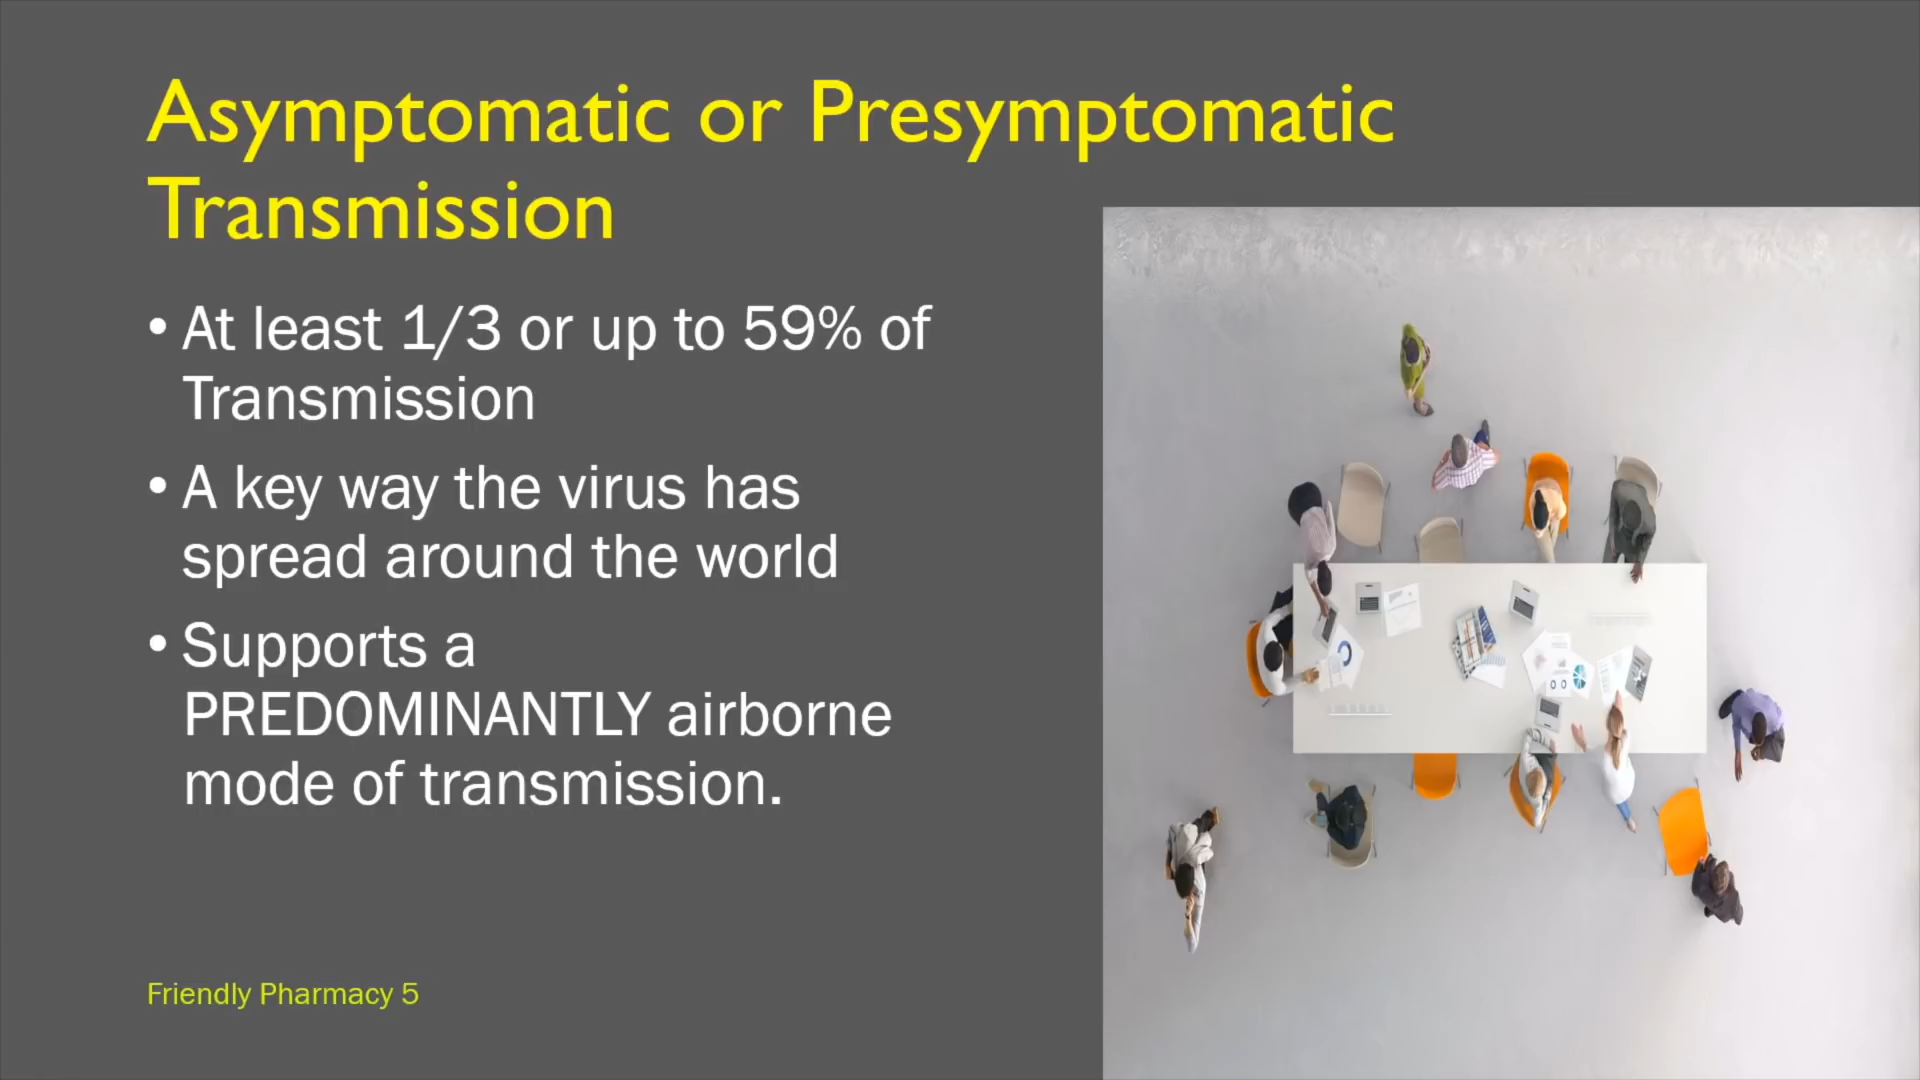 Asymptomatic or Presymptomatic
Transmission
• At least 1/3 or up to 59% of
Transmission
• A key way the virus has
spread around the world
• Supports a
PREDOMINANTLY airborne
mode of transmission.
Friendly Pharmacy 5